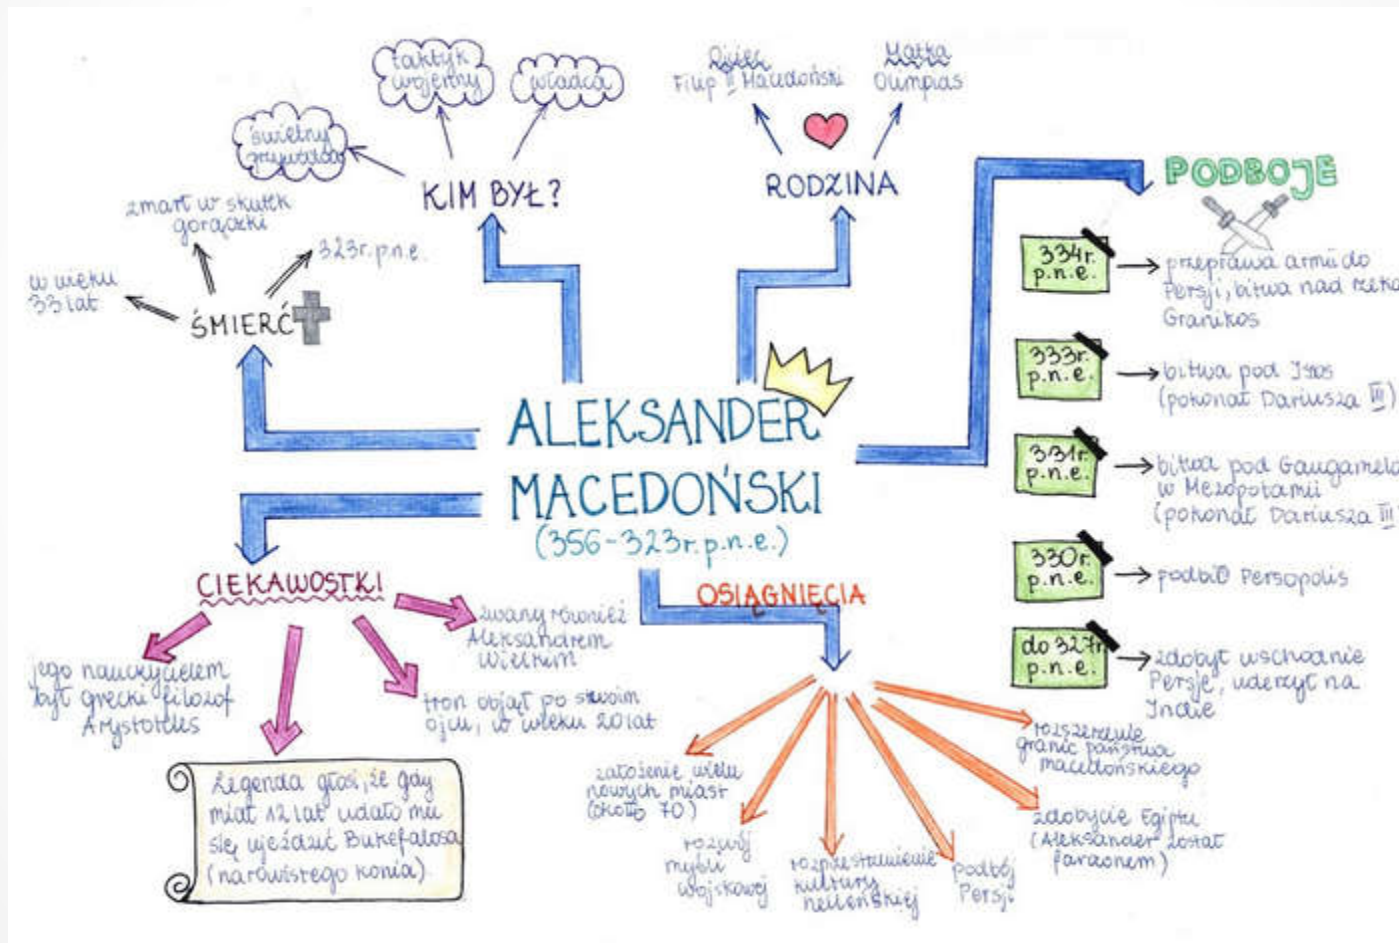 ALEKSANDER
MACEDOŃSKI
(356-323r.p.n.e.)
KIM BYŁ?
świetny
przywódca
taktyk
wojenny
władca
RODZINA
Ojciec
Filip II Macedoński
Matka
Olimpias
PODBOJE
334r.
p.n.e.
przeprawa armii do
Persji, bitwa nad rzeką
Granikos
333r.
p.n.e.
bitwa pod Issos
(pokonał Dariusza III)
331r.
p.n.e.
bitwa pod Gaugamelą
w Mezopotamii
(pokonał Dariusza III)
330r.
p.n.e.
podbił Persopolis
do 327r.
p.n.e.
zdobył wschodnie
Persję, uderzył na
Indie
OSIĄGNIĘCIA
założenie wielu
nowych miast
(około 70)
rozwój
myśli
wojskowej
rozprzestrzenienie
kultury
helleńskiej
podbój
Persji
zdobycie Egiptu
(Aleksander został
faraonem)
rozszerzenie
granic państwa
macedońskiego
CIEKAWOSTKI
jego nauczycielem
był grecki filozof
Arystoteles
Legenda głosi, że gdy
miał 12 lat udało mu
się ujeździć Bukefalosa
(narowistego konia)
tron objął po swoim
ojcu, w wieku 20 lat
zwany również
Aleksandrem
Wielkim
ŚMIERĆ
w wieku
33 lat
zmarł w skutek
gorączki
323r.p.n.e.